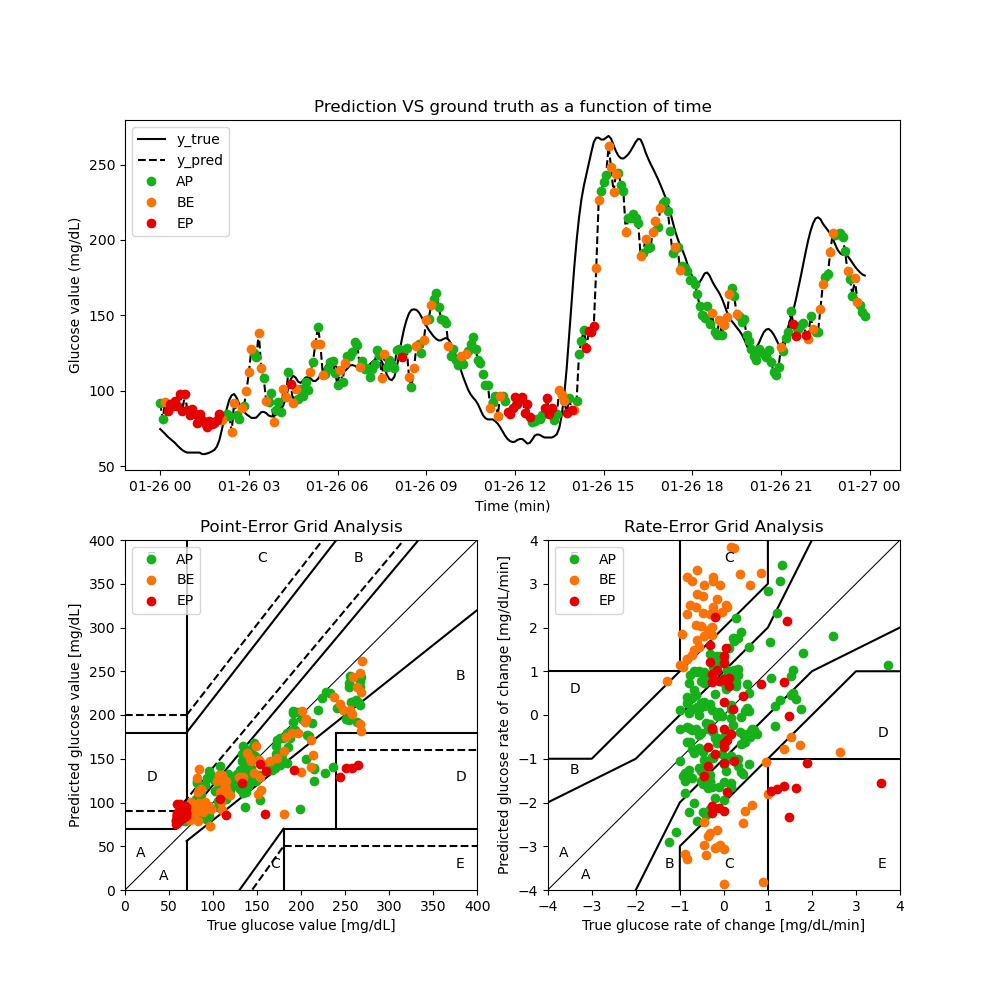 Prediction VS ground truth as a function of time
Glucose value (mg/dL)
250
200
150
100
50
y_true
y_pred
AP
BE
EP
01-26 00 01-26 03 01-26 06 01-26 09 01-26 12 01-26 15 01-26 18 01-26 21 01-27 00
Time (min)
Point-Error Grid Analysis
Predicted glucose value [mg/dL]
400
350
300
250
200
150
100
50
0
AP
BE
EP
C
B
B
D
D
A
A
C
E
0 50 100 150 200 250 300 350 400
True glucose value [mg/dL]
Rate-Error Grid Analysis
Predicted glucose rate of change [mg/dL/min]
4
3
2
1
0
−1
−2
−3
−4
AP
BE
EP
C
D
D
B
A
A
B
C
E
−4 −3 −2 −1 0 1 2 3 4
True glucose rate of change [mg/dL/min]